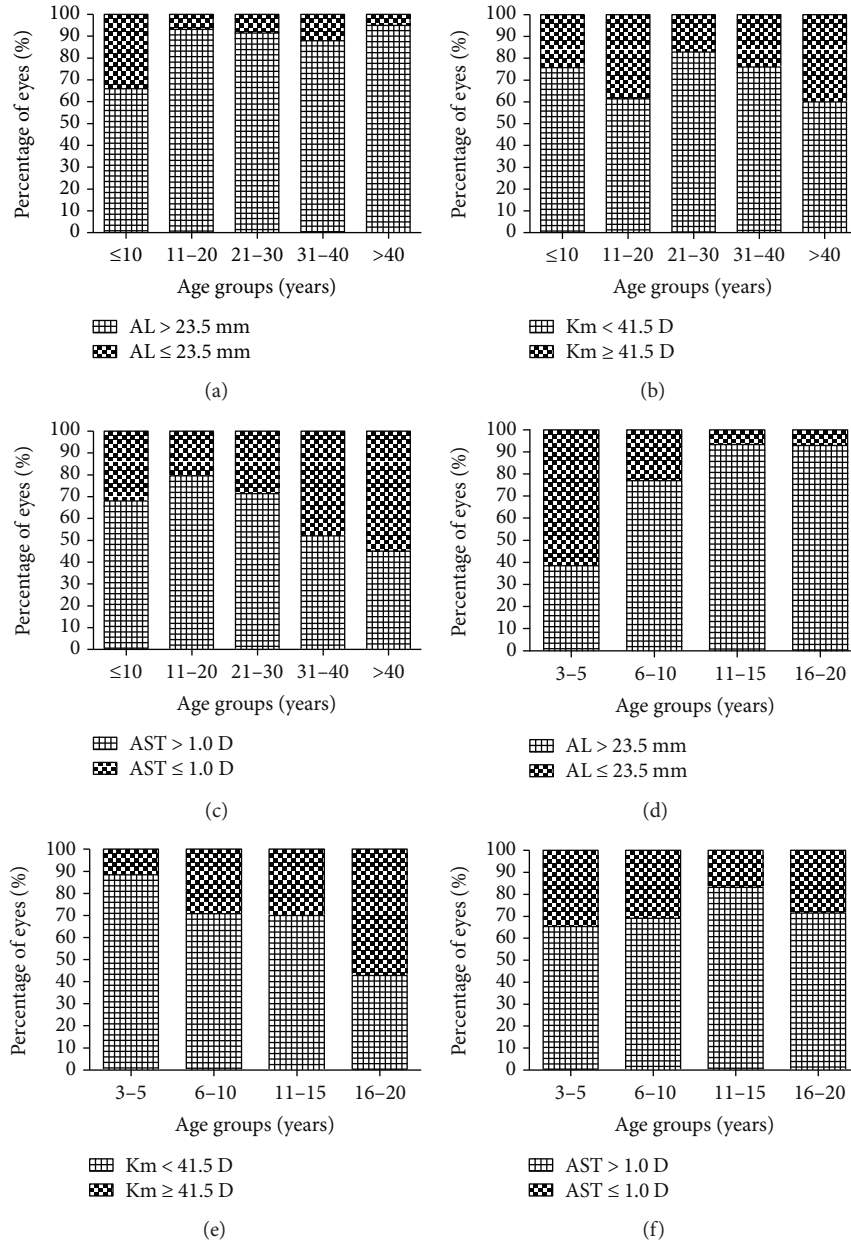 Percentage of eyes (%)
100
90
80
70
60
50
40
30
20
10
0
≤10 11–20 21–30 31–40 >40
Age groups (years)
AL > 23.5 mm
AL ≤ 23.5 mm
(a)
Percentage of eyes (%)
100
90
80
70
60
50
40
30
20
10
0
≤10 11–20 21–30 31–40 >40
Age groups (years)
Km < 41.5 D
Km ≥ 41.5 D
(b)
Percentage of eyes (%)
100
90
80
70
60
50
40
30
20
10
0
≤10 11–20 21–30 31–40 >40
Age groups (years)
AST > 1.0 D
AST ≤ 1.0 D
(c)
Percentage of eyes (%)
100
90
80
70
60
50
40
30
20
10
0
3–5 6–10 11–15 16–20
Age groups (years)
AL > 23.5 mm
AL ≤ 23.5 mm
(d)
Percentage of eyes (%)
100
90
80
70
60
50
40
30
20
10
0
3–5 6–10 11–15 16–20
Age groups (years)
Km < 41.5 D
Km ≥ 41.5 D
(e)
Percentage of eyes (%)
100
90
80
70
60
50
40
30
20
10
0
3–5 6–10 11–15 16–20
Age groups (years)
AST > 1.0 D
AST ≤ 1.0 D
(f)